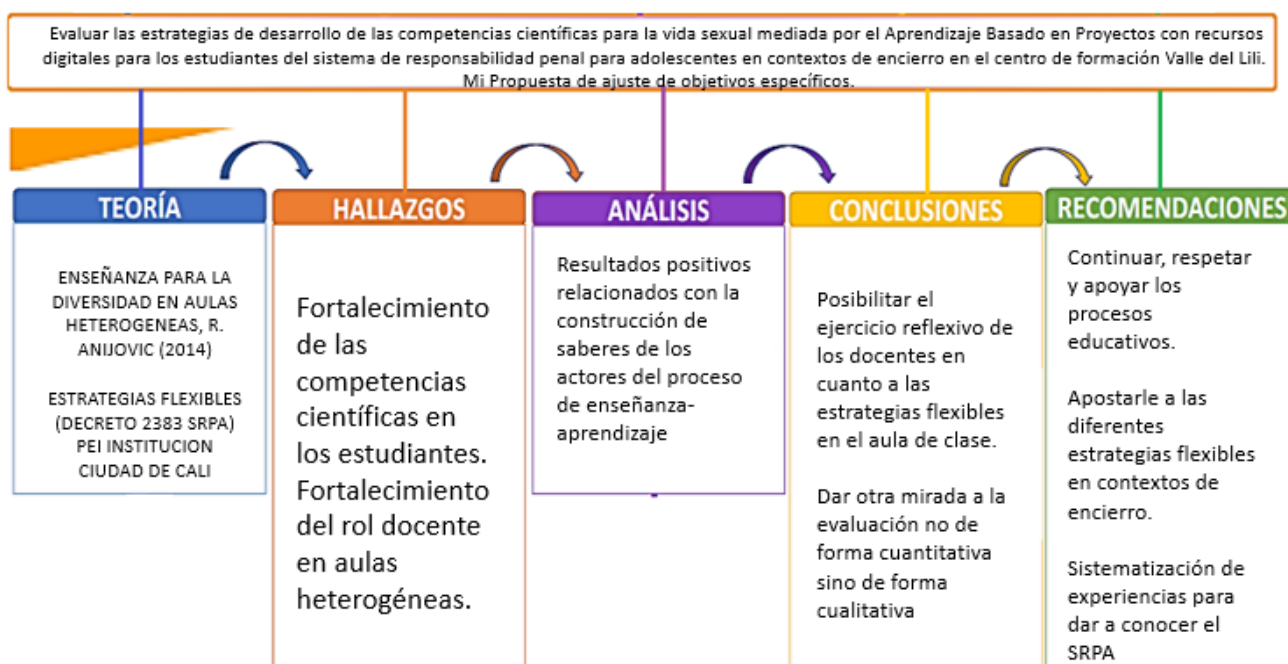 Evaluar las estrategias de desarrollo de las competencias científicas para la vida sexual mediada por el Aprendizaje Basado en Proyectos con recursos
digitales para los estudiantes del sistema de responsabilidad penal para adolescentes en contextos de encierro en el centro de formación Valle del Lili.
Mi Propuesta de ajuste de objetivos específicos.
TEORÍA
ENSEÑANZA PARA LA
DIVERSIDAD EN AULAS
HETEROGENEAS, R.
ANIJOVIC (2014)
ESTRATEGIAS FLEXIBLES
(DECRETO 2383 SRPA)
PEI INSTITUCION
CIUDAD DE CALI
HALLAZGOS
Fortalecimiento
de las
competencias
científicas en
los estudiantes.
Fortalecimiento
del rol docente
en aulas
heterogéneas.
ANÁLISIS
Resultados positivos
relacionados con la
construcción de
saberes de los
actores del proceso
de enseñanza-
aprendizaje
CONCLUSIONES
Posibilitar el
ejercicio reflexivo de
los docentes en
cuanto a las
estrategias flexibles
en el aula de clase.
Dar otra mirada a la
evaluación no de
forma cuantitativa
sino de forma
cualitativa
RECOMENDACIONES
Continuar, respetar
y apoyar los
procesos
educativos.
Apostarle a las
diferentes
estrategias flexibles
en contextos de
encierro.
Sistematización de
experiencias para
dar a conocer el
SRPA